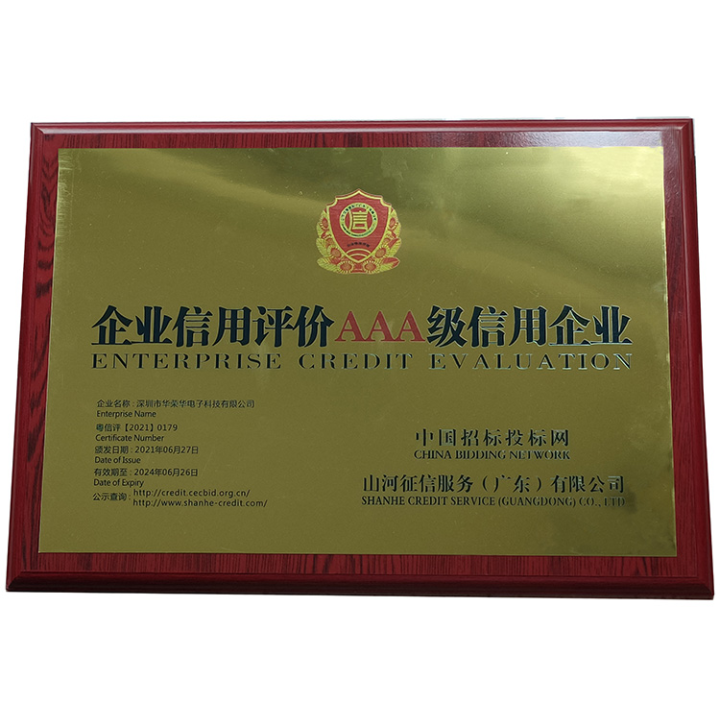 信
企业信用评价AAA级信用企业
ENTERPRISE CREDIT EVALUATION
企业名称：深圳市华荣华电子科技有限公司
Enterprise Name
粤信评【2021】0179
Certificate Number
颁发日期：2021年06月27日
Date of Issue
有效期至：2024年06月26日
Date of Expiry
公示查询：http://credit.cecbid.org.cn/
http://www.shanhe-credit.com/
中国招标投标网
CHINA BIDDING NETWORK
山河征信服务（广东）有限公司
SHANHE CREDIT SERVICE (GUANGDONG) CO., LTD